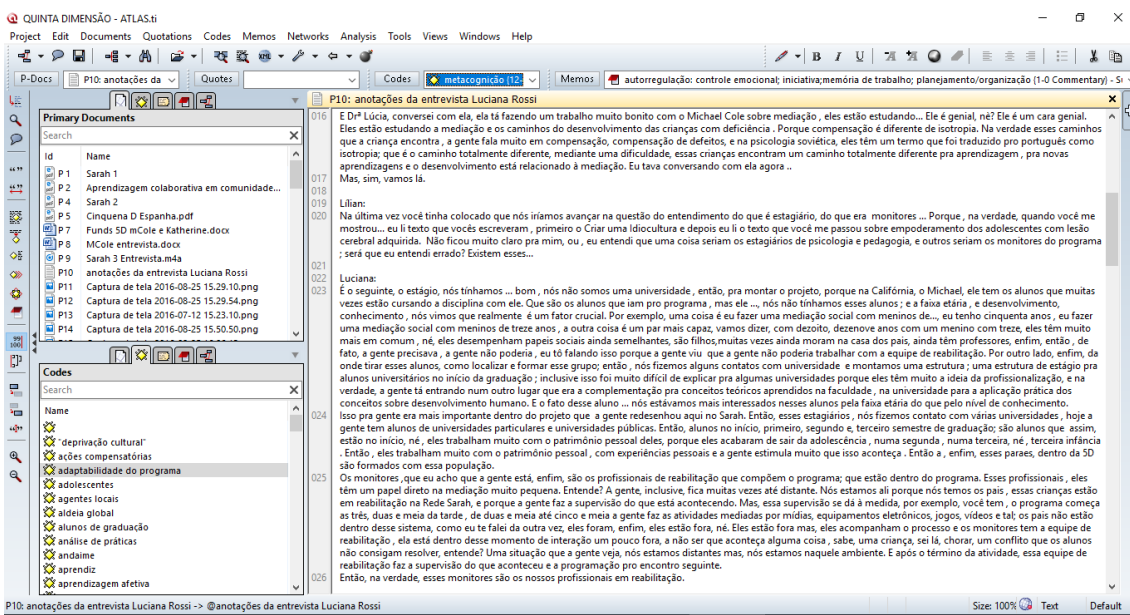 QUINTA DIMENSÃO - ATLAS.ti
Project Edit Documents Quotations Codes Memos Networks Analysis Tools Views Windows Help
P-Docs P10: anotações da Quotes Codes metacognição (12- Memos autorregulação: controle emocional; iniciativa;memória de trabalho; planejamento/organização (1-0 Commentary) - S
Primary Documents
Search
Id Name
P 1 Sarah 1
P 2 Aprendizagem colaborativa em comunidade...
P 4 Sarah 2
P 5 Cinquena D Espanha.pdf
P 7 Funds 5D mCole e Katherine.docx
P 8 MCole entrevista.docx
P 9 Sarah 3 Entrevista.m4a
P10 anotações da entrevista Luciana Rossi
P11 Captura de tela 2016-08-25 15.29.10.png
P12 Captura de tela 2016-08-25 15.29.54.png
P13 Captura de tela 2016-07-12 15.23.10.png
P14 Captura de tela 2016-08-25 15.50.50.png
Codes
Search
Name
"deprivação cultural"
ações compensatórias
adaptabilidade do programa
adolescentes
agentes locais
aldeia global
alunos de graduação
análise de práticas
andaime
aprendiz
aprendizagem afetiva
P10: anotações da entrevista Luciana Rossi
016 E Drª Lúcia, conversei com ela, ela tá fazendo um trabalho muito bonito com o Michael Cole sobre mediação , eles estão estudando... Ele é genial, né? Ele é um cara genial.
Eles estão estudando a mediação e os caminhos do desenvolvimento das crianças com deficiência . Porque compensação é diferente de isotropia. Na verdade esses caminhos
que a criança encontra , a gente fala muito em compensação, compensação de defeitos, e na psicologia soviética, eles têm um termo que foi traduzido pro português como
isotropia; que é o caminho totalmente diferente, mediante uma dificuldade, essas crianças encontram um caminho totalmente diferente pra aprendizagem , pra novas
aprendizagens e o desenvolvimento está relacionado à mediação. Eu tava conversando com ela agora ..
017 Mas, sim, vamos lá.
018
019 Lílian:
020 Na última vez você tinha colocado que nós iríamos avançar na questão do entendimento do que é estagiário, do que era monitores ... Porque , na verdade, quando você me
mostrou... eu li texto que vocês escreveram , primeiro o Criar uma Idiocultura e depois eu li o texto que você me passou sobre empoderamento dos adolescentes com lesão
cerebral adquirida. Não ficou muito claro pra mim, ou , eu entendi que uma coisa seriam os estagiários de psicologia e pedagogia, e outros seriam os monitores do programa
; será que eu entendi errado? Existem esses...
021
022 Luciana:
023 É o seguinte, o estágio, nós tínhamos ... bom , nós não somos uma universidade , então, pra montar o projeto, porque na Califórnia, o Michael, ele tem os alunos que muitas
vezes estão cursando a disciplina com ele. Que são os alunos que iam pro programa , mas ele ..., nós não tínhamos esses alunos ; e a faixa etária , e desenvolvimento,
conhecimento , nós vimos que realmente é um fator crucial. Por exemplo, uma coisa é eu fazer uma mediação social com meninos de..., eu tenho cinquenta anos , eu fazer
uma mediação social com meninos de treze anos , a outra coisa é um par mais capaz, vamos dizer, com dezoito, dezenove anos com um menino com treze, eles têm muito
mais em comum , né, eles desempenham papeis sociais ainda semelhantes, são filhos,muitas vezes ainda moram na casa dos pais, ainda têm professores, enfim, então , de
fato, a gente precisava , a gente não poderia , eu tô falando isso porque a gente viu que a gente não poderia trabalhar com a equipe de reabilitação. Por outro lado, enfim, da
onde tirar esses alunos, como localizar e formar esse grupo; então , nós fizemos alguns contatos com universidade e montamos uma estrutura ; uma estrutura de estágio pra
alunos universitários no início da graduação ; inclusive isso foi muito difícil de explicar pra algumas universidades porque eles têm muito a ideia da profissionalização, e na
verdade, a gente tá entrando num outro lugar que era a complementação pra conceitos teóricos aprendidos na faculdade , na universidade para a aplicacão prática dos
conceitos sobre desenvolvimento humano. E o fato desse aluno ... nós estávamos mais interessados nesses alunos pela faixa etária do que pelo nível de conhecimento.
024 Isso pra gente era mais importante dentro do projeto que a gente redesenhou aqui no Sarah. Então, esses estagiários , nós fizemos contato com várias universidades , hoje a
gente tem alunos de universidades particulares e universidades públicas. Então, alunos no início, primeiro, segundo e, terceiro semestre de graduação; são alunos que assim,
estão no início, né , eles trabalham muito com o patrimônio pessoal deles, porque eles acabaram de sair da adolescência , numa segunda , numa terceira, né , terceira infância
. Então , eles trabalham muito com o patrimônio pessoal , com experiências pessoais e a gente estimula muito que isso aconteça . Então a , enfim, esses paares, dentro da 5D
são formados com essa população.
025 Os monitores ,que eu acho que a gente está, enfim, são os profissionais de reabilitação que compõem o programa; que estão dentro do programa. Esses profissionais , eles
têm um papel direto na mediação muito pequena. Entende? A gente, inclusive, fica muitas vezes até distante. Nós estamos ali porque nós temos os pais , essas crianças estão
em reabilitação na Rede Sarah, e porque a gente faz a supervisão do que está acontecendo. Mas, essa supervisão se dá à medida, por exemplo, você tem , o programa começa
as três, duas e meia da tarde , de duas e meia até cinco e meia a gente faz as atividades mediadas por mídias, equipamentos eletrônicos, jogos, vídeos e tal; os pais não estão
dentro desse sistema, como eu te falei da outra vez, eles foram, enfim, eles estão fora, né. Eles estão fora mas, eles acompanham o processo e os monitores tem a equipe de
reabilitação , ela está dentro desse momento de interação um pouco fora, a não ser que aconteça alguma coisa , sabe, uma criança, sei lá, chorar, um conflito que os alunos
não consigam resolver, entende? Uma situação que a gente veja, nós estamos distantes mas, nós estamos naquele ambiente. E após o término da atividade, essa equipe de
reabilitação faz a supervisão do que aconteceu e a programação pro encontro seguinte.
026 Então, na verdade, esses monitores são os nossos profissionais em reabilitação.
P10: anotações da entrevista Luciana Rossi -> @anotações da entrevista Luciana Rossi Size: 100% Text Default